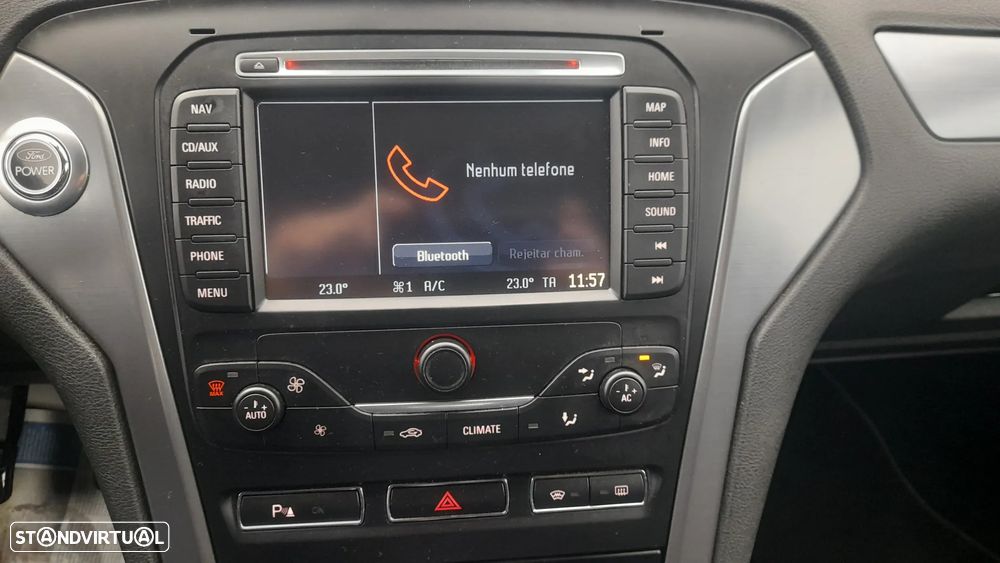 NAV
CD/AUX
RADIO
TRAFFIC
PHONE
MENU
Ford
POWER
Nenhum telefone
Bluetooth
Rejeitar cham.
23.0°
1 A/C
23.0°
TA
11:57
MAP
INFO
HOME
SOUND
MAX
AUTO
AC
CLIMATE
P
STANDVIRTUAL